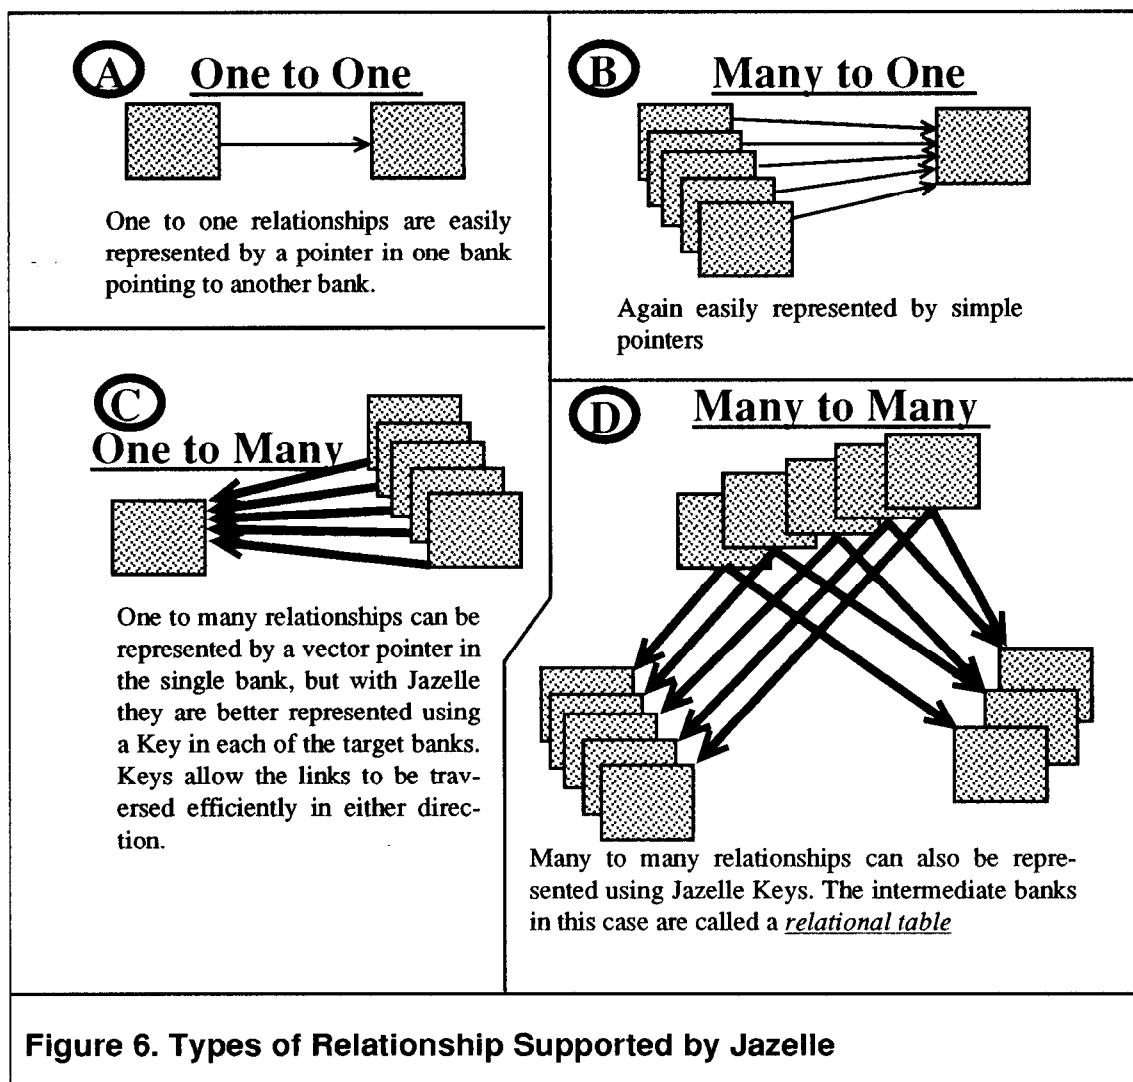 A
One to One
One to one relationships are easily
represented by a pointer in one bank
pointing to another bank.
B
Many to One
Again easily represented by simple
pointers
C
One to Many
One to many relationships can be
represented by a vector pointer in
the single bank, but with Jazelle
they are better represented using
a Key in each of the target banks.
Keys allow the links to be trav-
ersed efficiently in either direc-
tion.
D
Many to Many
Many to many relationships can also be repre-
sented using Jazelle Keys. The intermediate banks
in this case are called a relational table
Figure 6. Types of Relationship Supported by Jazelle